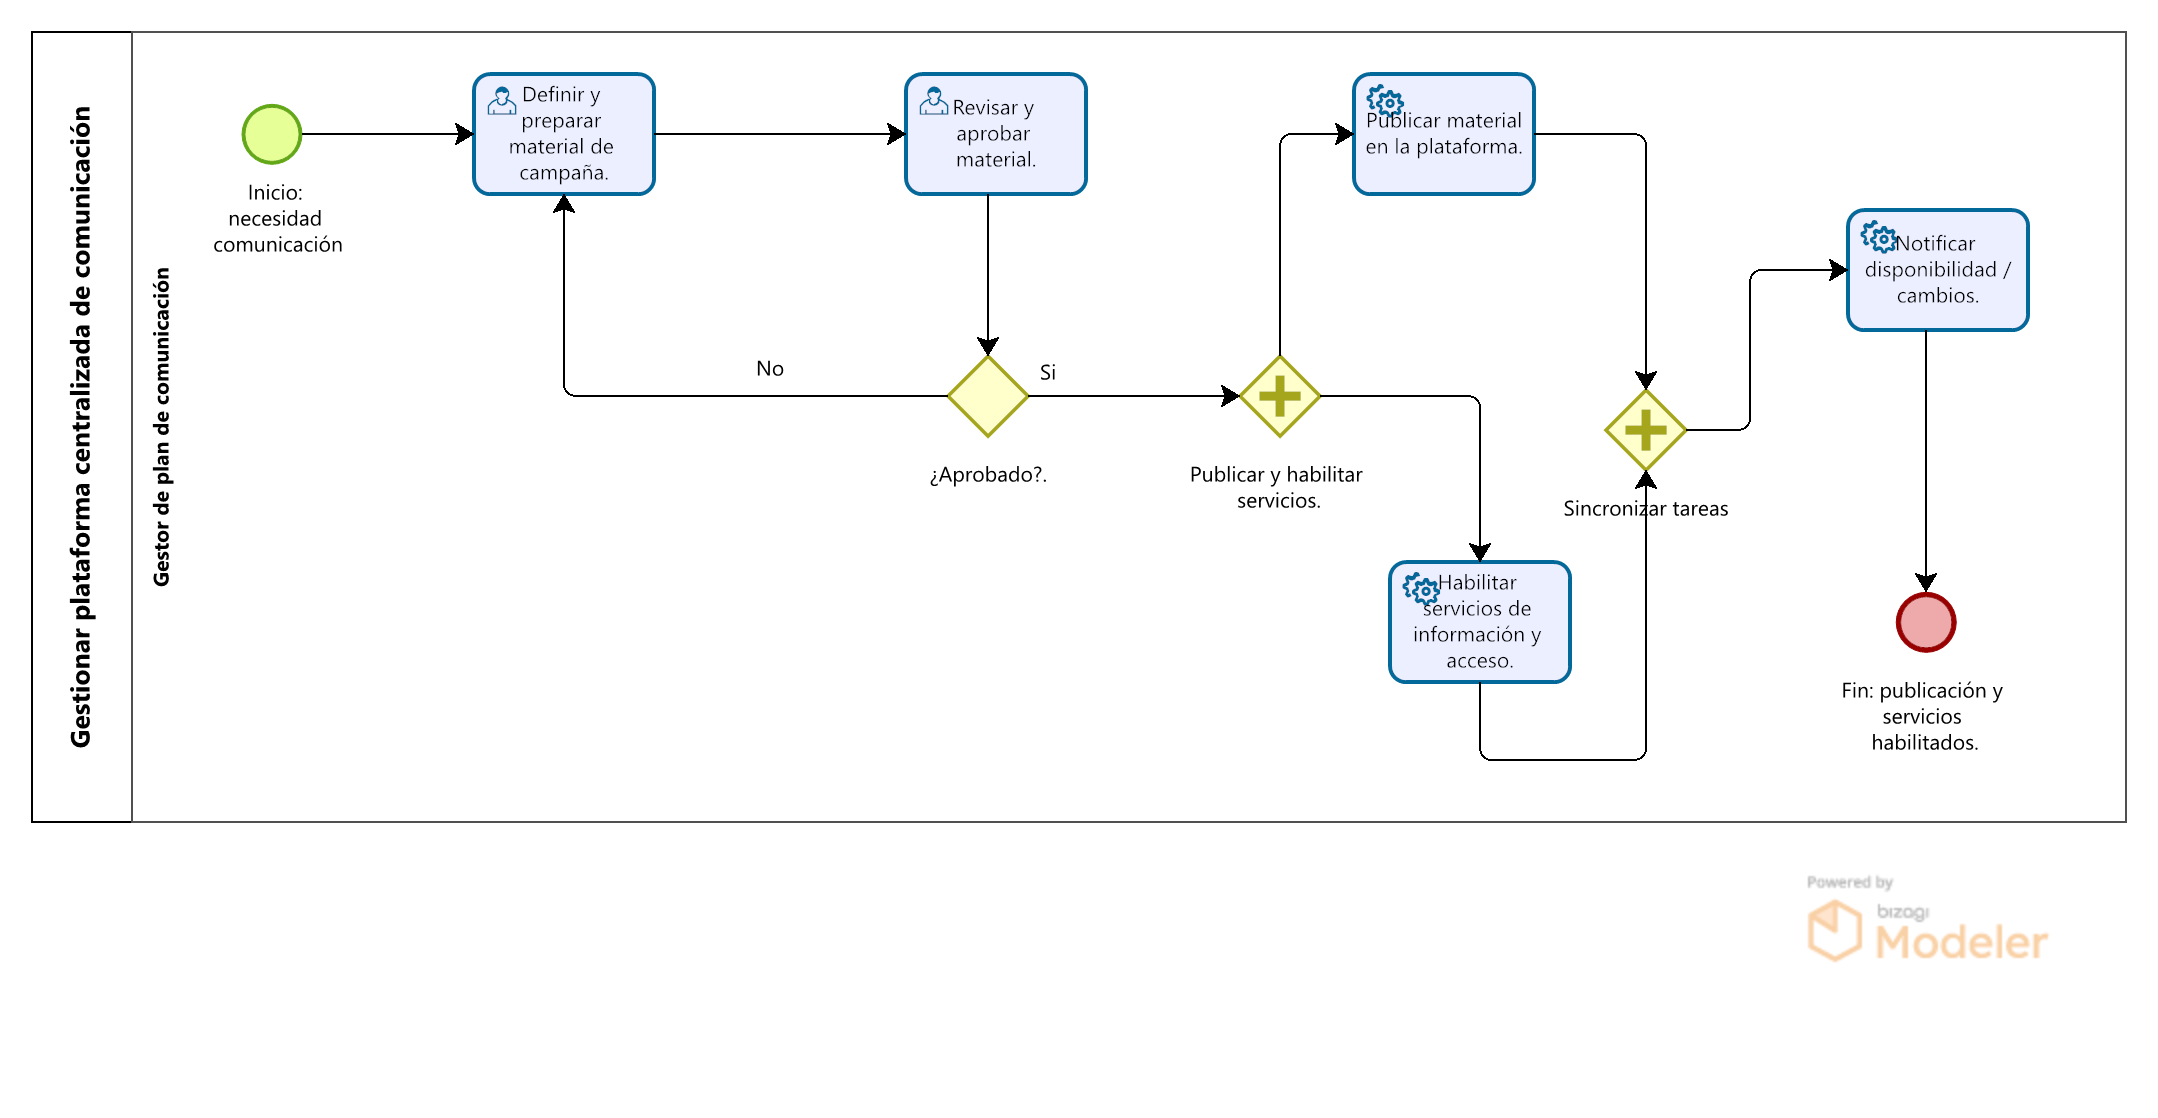 Gestionar plataforma centralizada de comunicación
Gestor de plan de comunicación
Inicio:
necesidad
comunicación
Definir y
preparar
material de
campaña.
Revisar y
aprobar
material.
No
¿Aprobado?.
Si
Publicar y habilitar
servicios.
Publicar material
en la plataforma.
Habilitar
servicios de
información y
acceso.
Sincronizar tareas
Notificar
disponibilidad /
cambios.
Fin: publicación y
servicios
habilitados.
Powered by
bizagi
Modeler